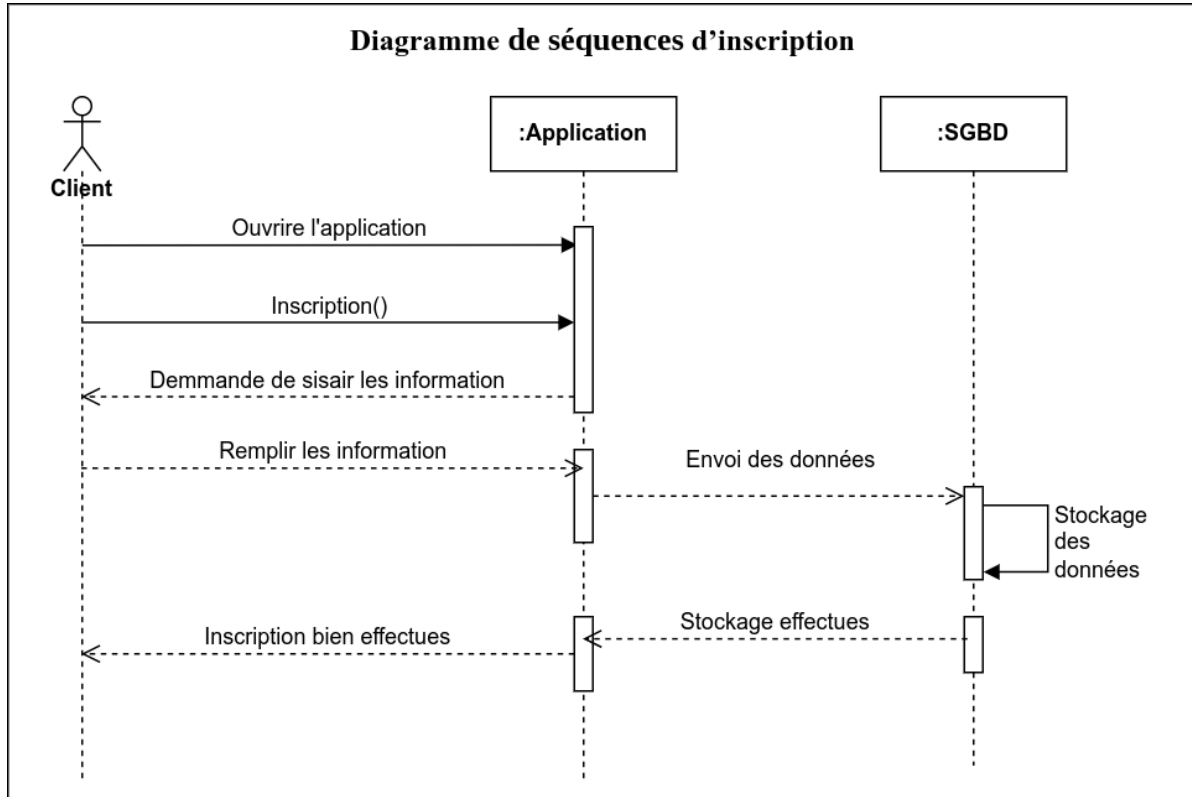 Diagramme de séquences d’inscription
Client
:Application
:SGBD
Ouvrire l'application
Inscription()
Demmande de sisair les information
Remplir les information
Envoi des données
Stockage
des
données
Stockage effectues
Inscription bien effectues